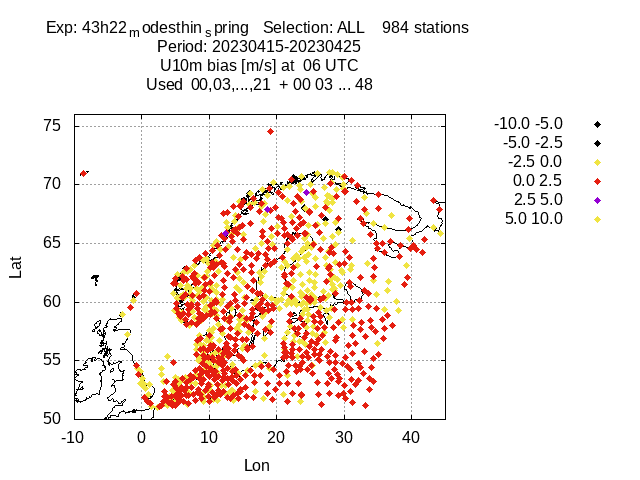 Exp: 43h22modesthinspring   Selection: ALL    984 stations
Period: 20230415-20230425
U10m bias [m/s] at  06 UTC
Used  00,03,...,21  + 00 03 ... 48
-10.0 -5.0
-5.0 -2.5
-2.5 0.0
0.0 2.5
2.5 5.0
5.0 10.0
75
70
65
60
55
50
Lat
-10 0 10 20 30 40
Lon